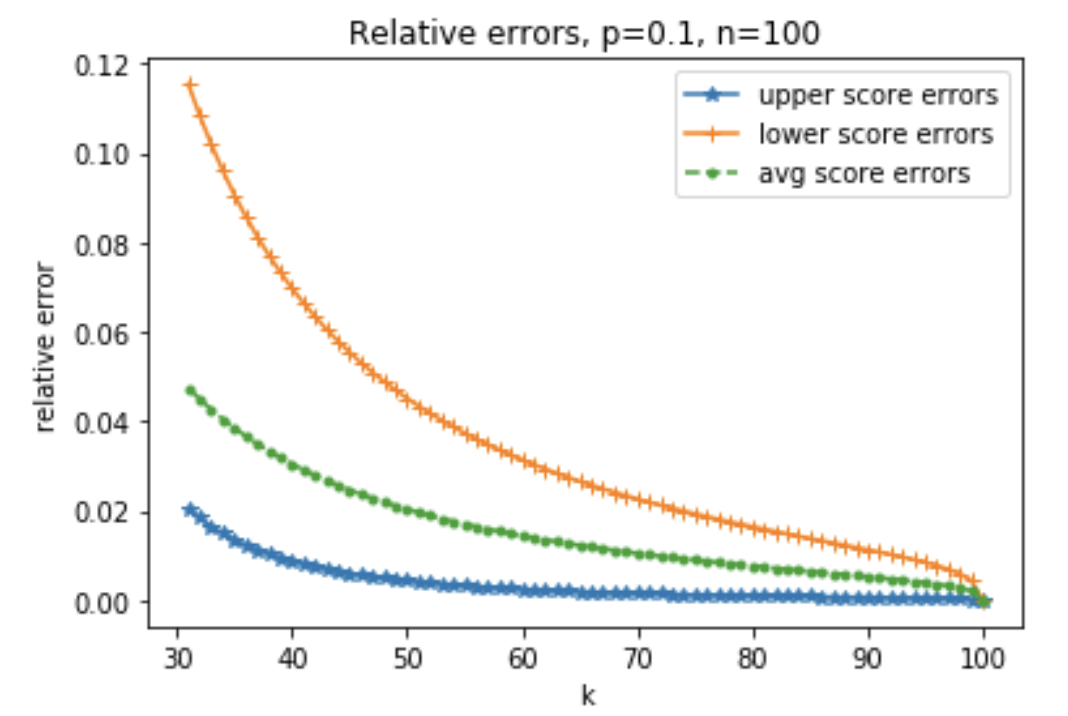 Relative errors, p=0.1, n=100
0.12
0.10
0.08
0.06
0.04
0.02
0.00
relative error
upper score errors
lower score errors
avg score errors
30 40 50 60 70 80 90 100
k